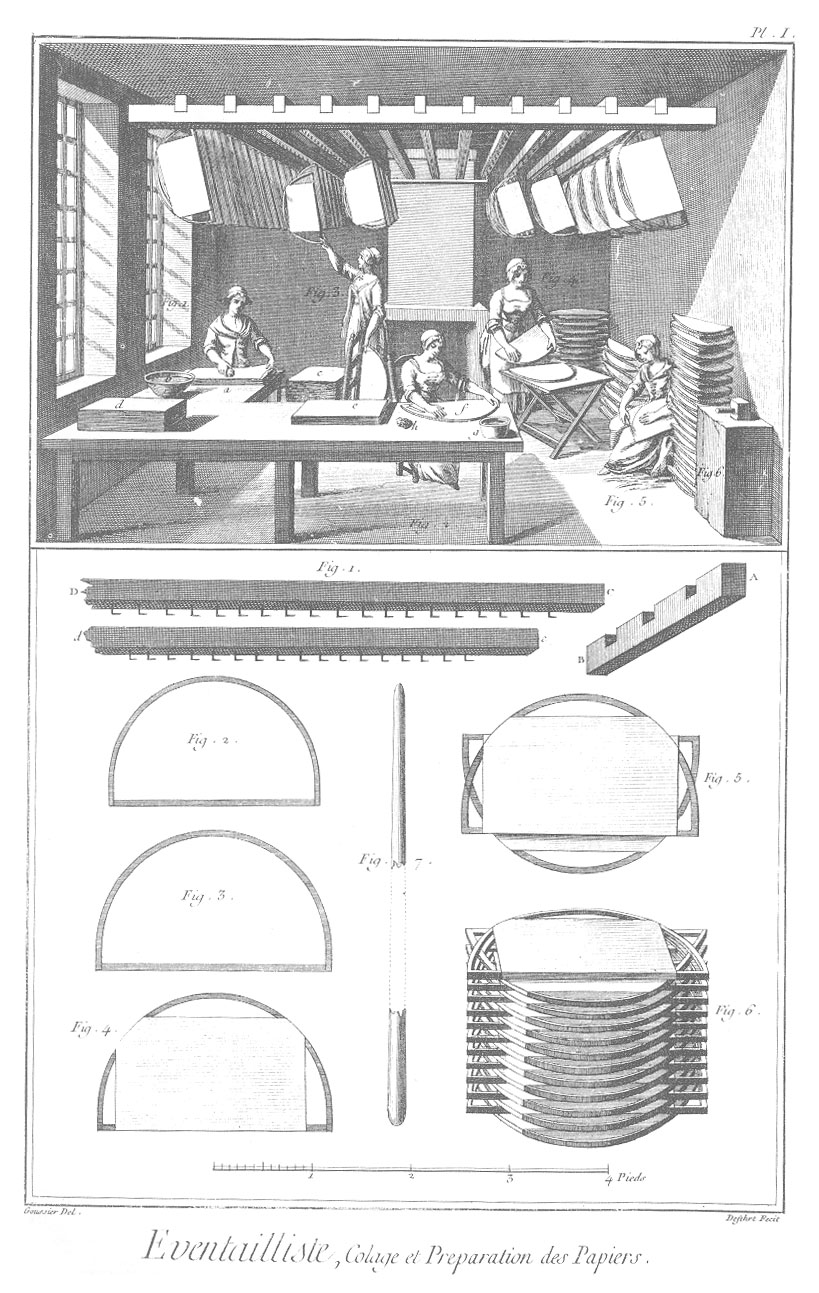 Pl. I.
fig. 1
Fig. 3
Fig. 4
a
b
c
d
e
f
g
h
Fig. 2
Fig. 5.
Fig 6
Fig. 1.
D
C
d
c
A
B
Fig. 2.
Fig. 5.
Fig. 7.
Fig. 3.
Fig. 4.
Fig. 6.
1 2 3 4 Pieds
Goussier Del.
Defehrt Fecit
Eventailliste, Colage et Preparation des Papiers.